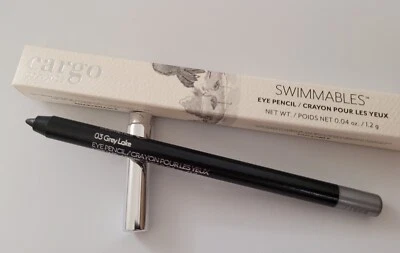 cargo
SWIMMABLES™
EYE PENCIL / CRAYON POUR LES YEUX
NET WT. / POIDS NET 0.04 oz. / 1.2 g
03 Grey Lake
EYE PENCIL/CRAYON POUR LES YEUX